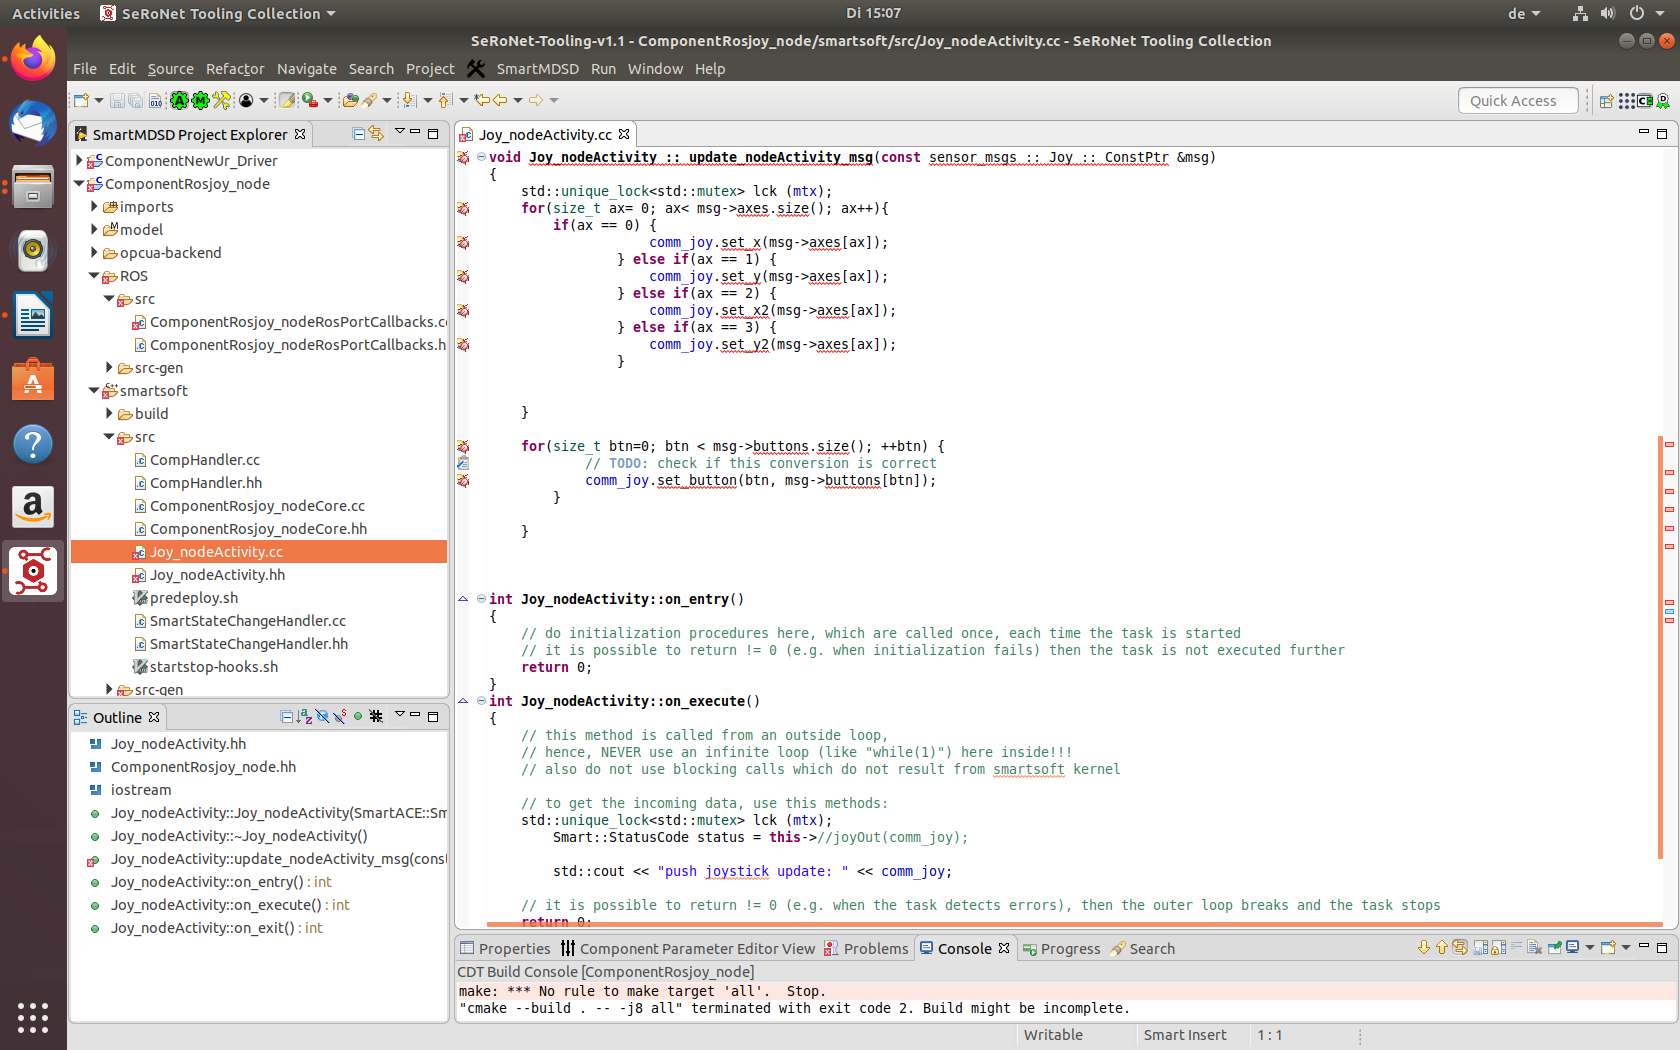 Activities
SeRoNet Tooling Collection
Di 15:07
de
SeRoNet-Tooling-v1.1 - ComponentRosjoy_node/smartsoft/src/Joy_nodeActivity.cc - SeRoNet Tooling Collection
File Edit Source Refactor Navigate Search Project SmartMDSD Run Window Help
Quick Access
SmartMDSD Project Explorer
ComponentNewUr_Driver
ComponentRosjoy_node
imports
model
opcua-backend
ROS
src
ComponentRosjoy_nodeRosPortCallbacks.c
ComponentRosjoy_nodeRosPortCallbacks.h
src-gen
smartsoft
build
src
CompHandler.cc
CompHandler.hh
ComponentRosjoy_nodeCore.cc
ComponentRosjoy_nodeCore.hh
Joy_nodeActivity.cc
Joy_nodeActivity.hh
predeploy.sh
SmartStateChangeHandler.cc
SmartStateChangeHandler.hh
startstop-hooks.sh
src-gen
Outline
Joy_nodeActivity.hh
ComponentRosjoy_node.hh
iostream
Joy_nodeActivity::Joy_nodeActivity(SmartACE::Sm
Joy_nodeActivity::~Joy_nodeActivity()
Joy_nodeActivity::update_nodeActivity_msg(const
Joy_nodeActivity::on_entry() : int
Joy_nodeActivity::on_execute() : int
Joy_nodeActivity::on_exit() : int
Joy_nodeActivity.cc
void Joy_nodeActivity :: update_nodeActivity_msg(const sensor_msgs :: Joy :: ConstPtr &msg)
{
std::unique_lock<std::mutex> lck (mtx);
for(size_t ax= 0; ax< msg->axes.size(); ax++){
if(ax == 0) {
comm_joy.set_x(msg->axes[ax]);
} else if(ax == 1) {
comm_joy.set_y(msg->axes[ax]);
} else if(ax == 2) {
comm_joy.set_x2(msg->axes[ax]);
} else if(ax == 3) {
comm_joy.set_y2(msg->axes[ax]);
}
}
for(size_t btn=0; btn < msg->buttons.size(); ++btn) {
// TODO: check if this conversion is correct
comm_joy.set_button(btn, msg->buttons[btn]);
}
}
int Joy_nodeActivity::on_entry()
{
// do initialization procedures here, which are called once, each time the task is started
// it is possible to return != 0 (e.g. when initialization fails) then the task is not executed further
return 0;
}
int Joy_nodeActivity::on_execute()
{
// this method is called from an outside loop,
// hence, NEVER use an infinite loop (like "while(1)") here inside!!!
// also do not use blocking calls which do not result from smartsoft kernel
// to get the incoming data, use this methods:
std::unique_lock<std::mutex> lck (mtx);
Smart::StatusCode status = this->//joyOut(comm_joy);
std::cout << "push joystick update: " << comm_joy;
// it is possible to return != 0 (e.g. when the task detects errors), then the outer loop breaks and the task stops
return 0;
Properties Component Parameter Editor View Problems Console Progress Search
CDT Build Console [ComponentRosjoy_node]
make: *** No rule to make target 'all'.  Stop.
"cmake --build . -- -j8 all" terminated with exit code 2. Build might be incomplete.
Writable
Smart Insert
1 : 1